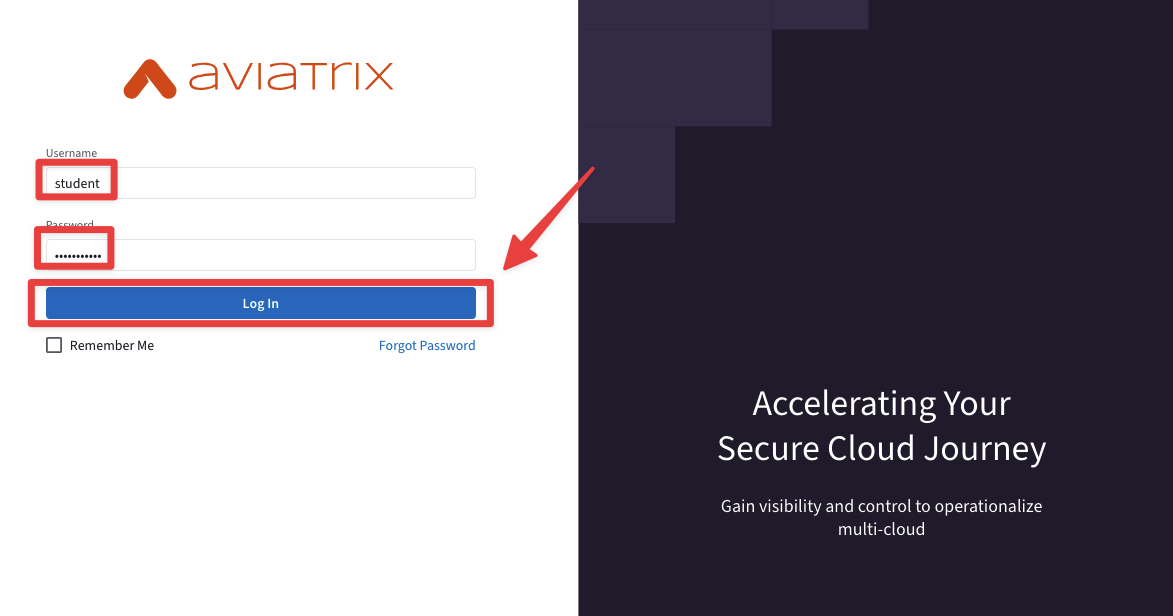 aviatrix
Username
student
Password
•••••••••••
Log In
Remember Me
Forgot Password
Accelerating Your
Secure Cloud Journey
Gain visibility and control to operationalize
multi-cloud